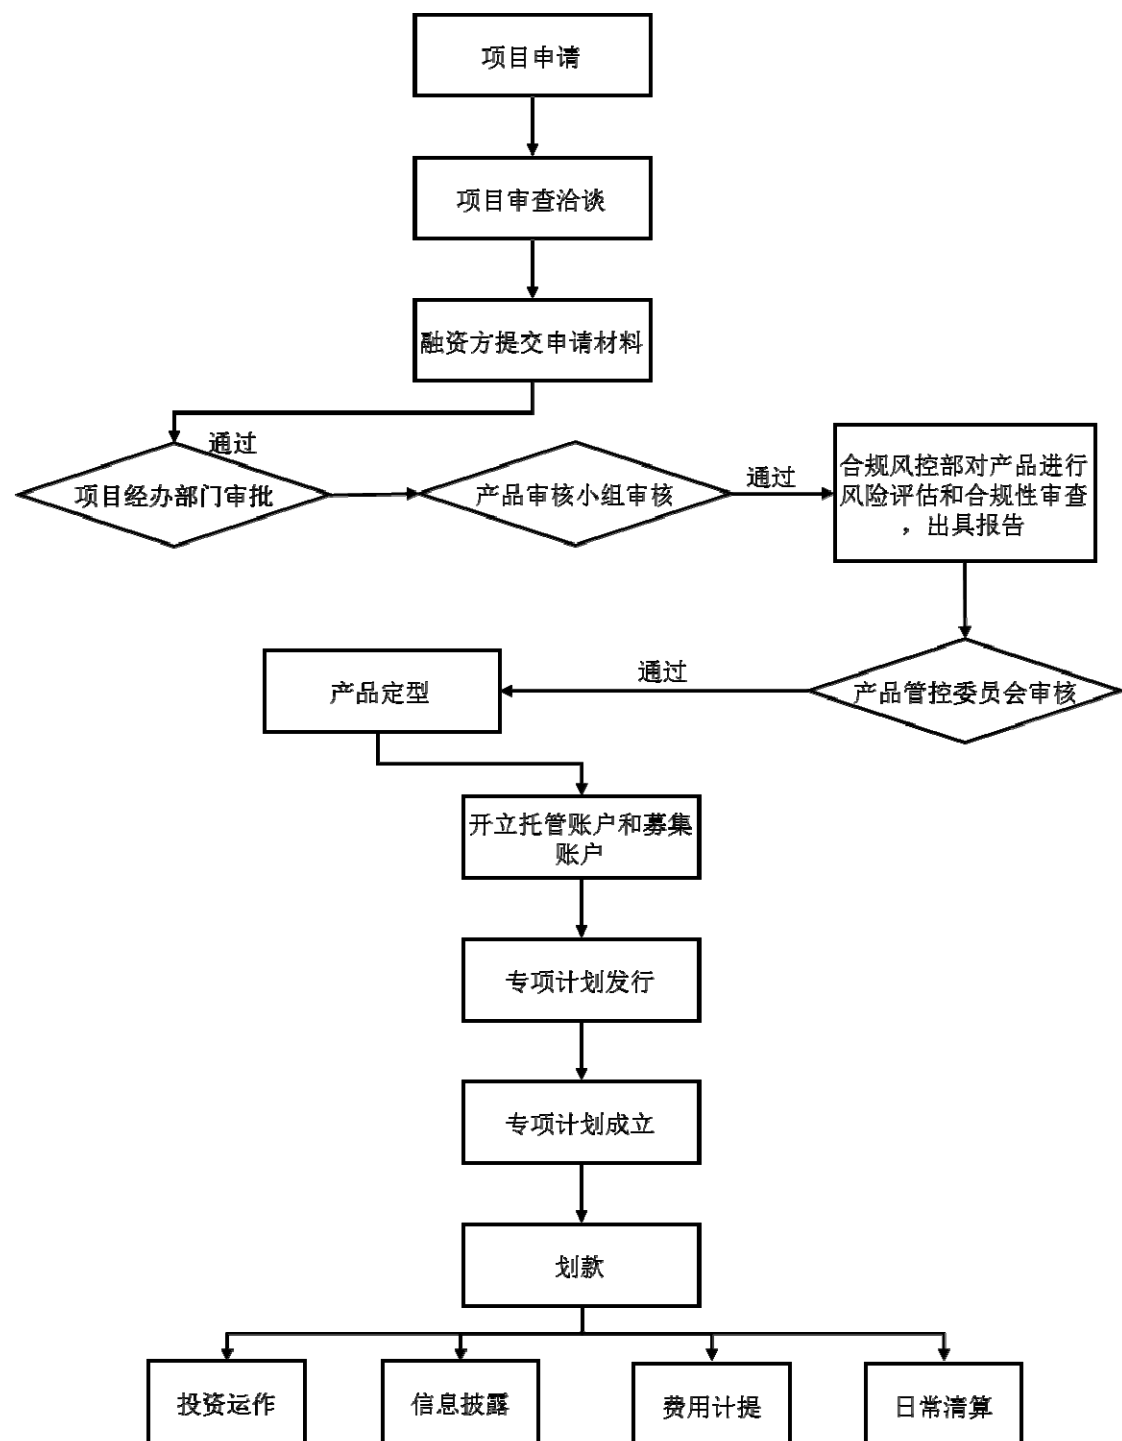 项目申请
项目审查洽谈
融资方提交申请材料
通过
项目经办部门审批
产品审核小组审核
通过
合规风控部对产品进行
风险评估和合规性审查
，出具报告
产品定型
通过
产品管控委员会审核
开立托管账户和募集
账户
专项计划发行
专项计划成立
划款
投资运作
信息披露
费用计提
日常清算